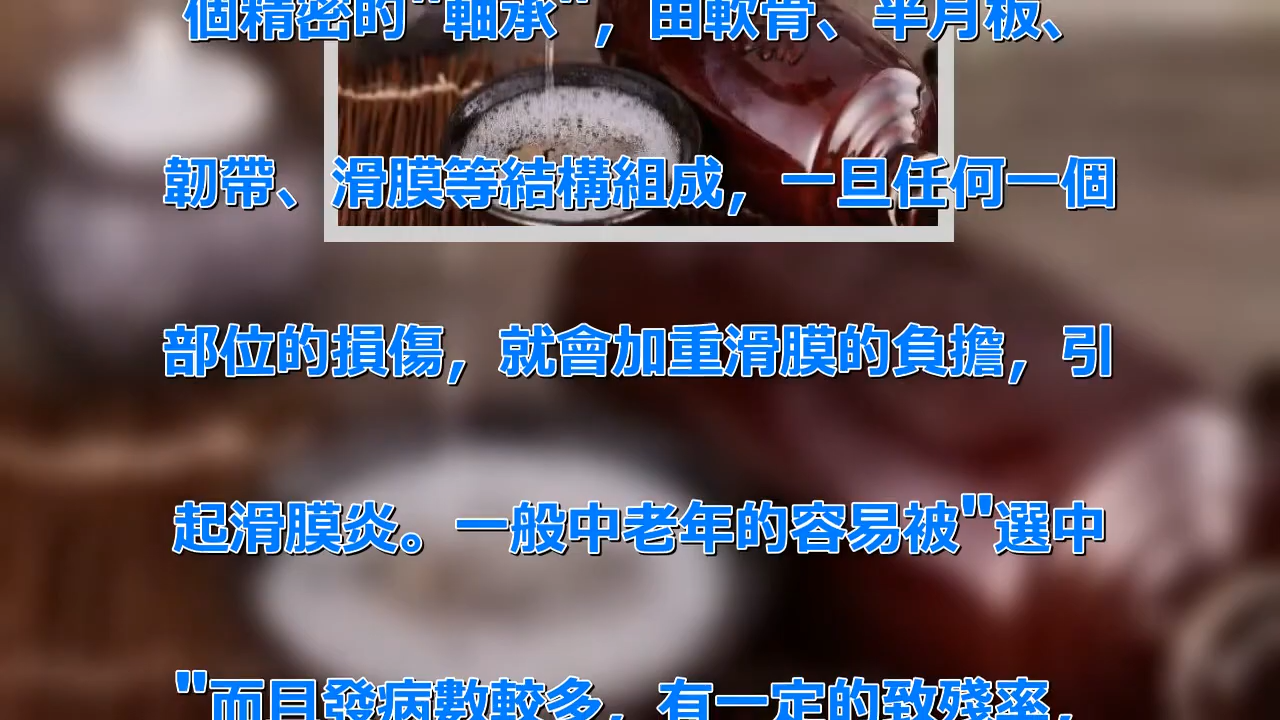 個精密的"軸承"，由軟骨、半月板、
韌帶、滑膜等結構組成，一旦任何一個
部位的損傷，就會加重滑膜的負擔，引
起滑膜炎。一般中老年的容易被"選中
"而且發病數較多，有一定的致殘率，